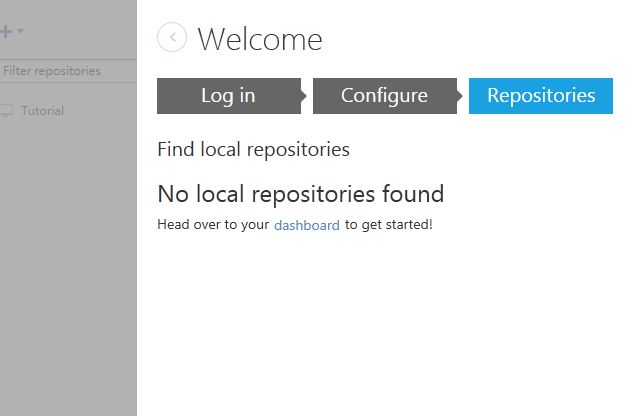 Welcome
Filter repositories
Tutorial
Log in
Configure
Repositories
Find local repositories
No local repositories found
Head over to your dashboard to get started!